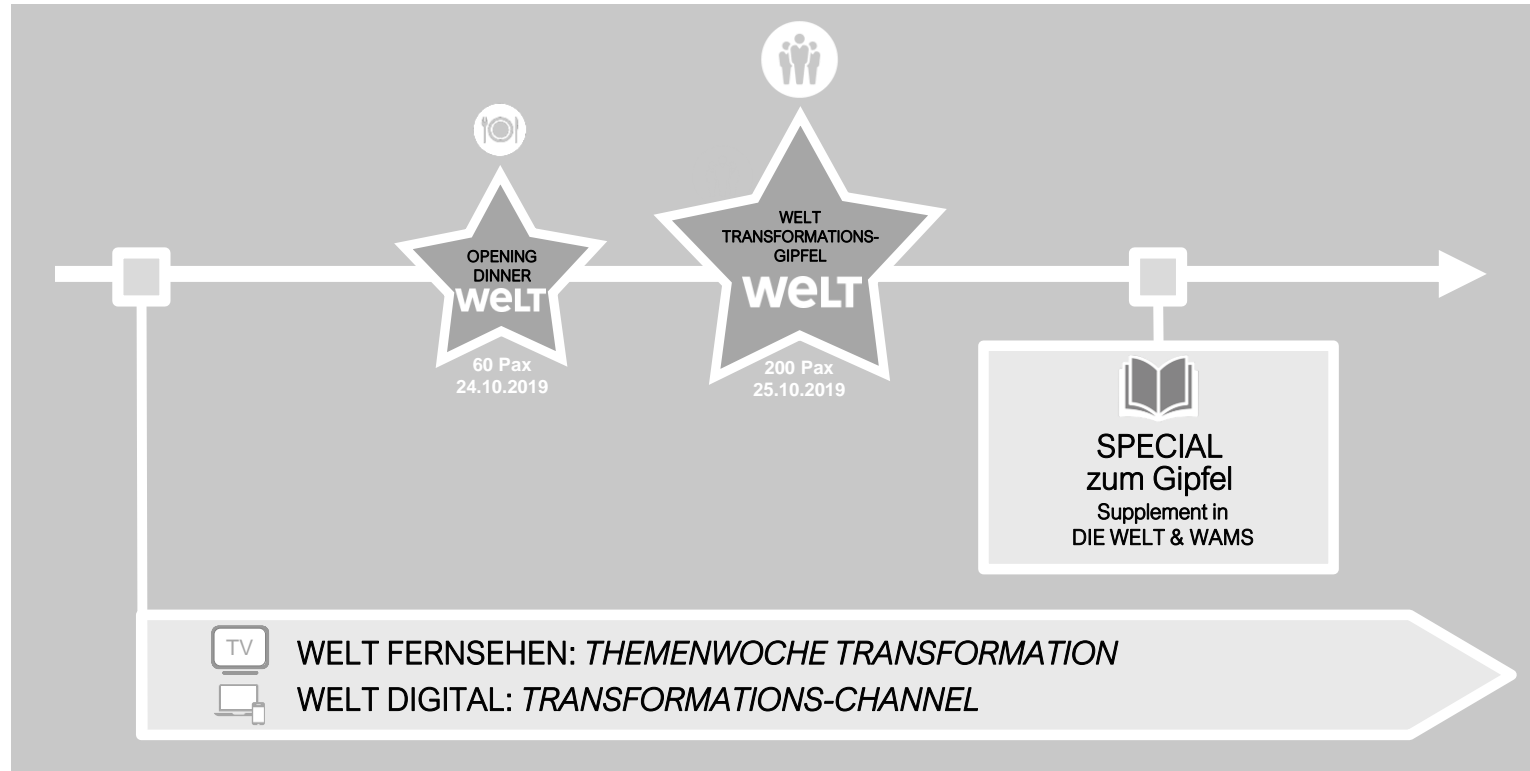 OPENING
DINNER
WELT
60 Pax
24.10.2019
WELT
TRANSFORMATIONS-
GIPFEL
WELT
200 Pax
25.10.2019
SPECIAL
zum Gipfel
Supplement in
DIE WELT & WAMS
TV
WELT FERNSEHEN: THEMENWOCHE TRANSFORMATION
WELT DIGITAL: TRANSFORMATIONS-CHANNEL